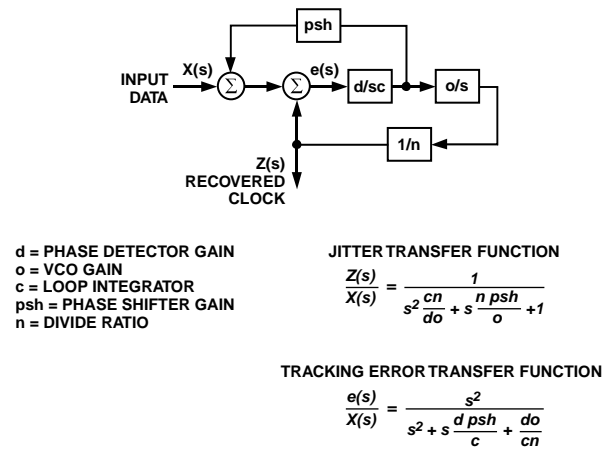 psh
X(s)
e(s)
INPUT
DATA
Σ
Σ
d/sc
o/s
1/n
Z(s)
RECOVERED
CLOCK
d = PHASE DETECTOR GAIN
o = VCO GAIN
c = LOOP INTEGRATOR
psh = PHASE SHIFTER GAIN
n = DIVIDE RATIO
JITTER TRANSFER FUNCTION
Z(s)/X(s) = 1/(s² cn/do + s n psh/o + 1)
TRACKING ERROR TRANSFER FUNCTION
e(s)/X(s) = s²/(s² + s d psh/c + do/cn)